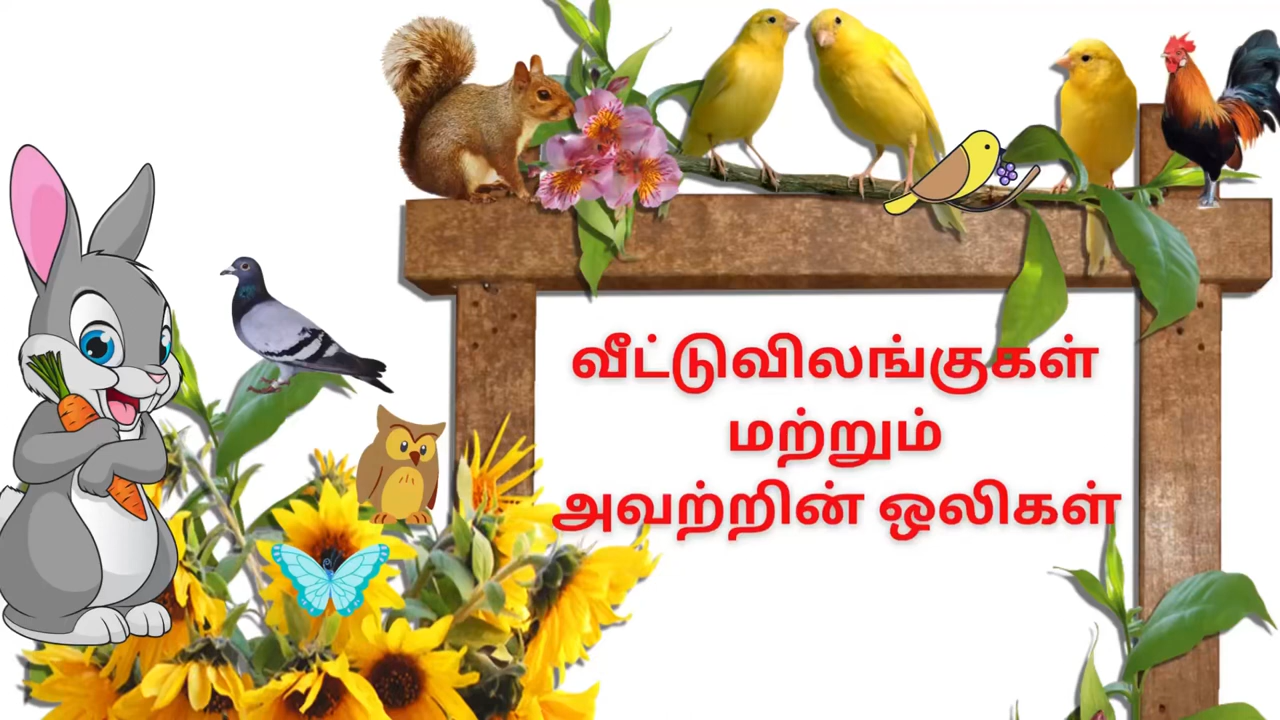 வீட்டுவிலங்குகள்
மற்றும்
அவற்றின் ஒலிகள்